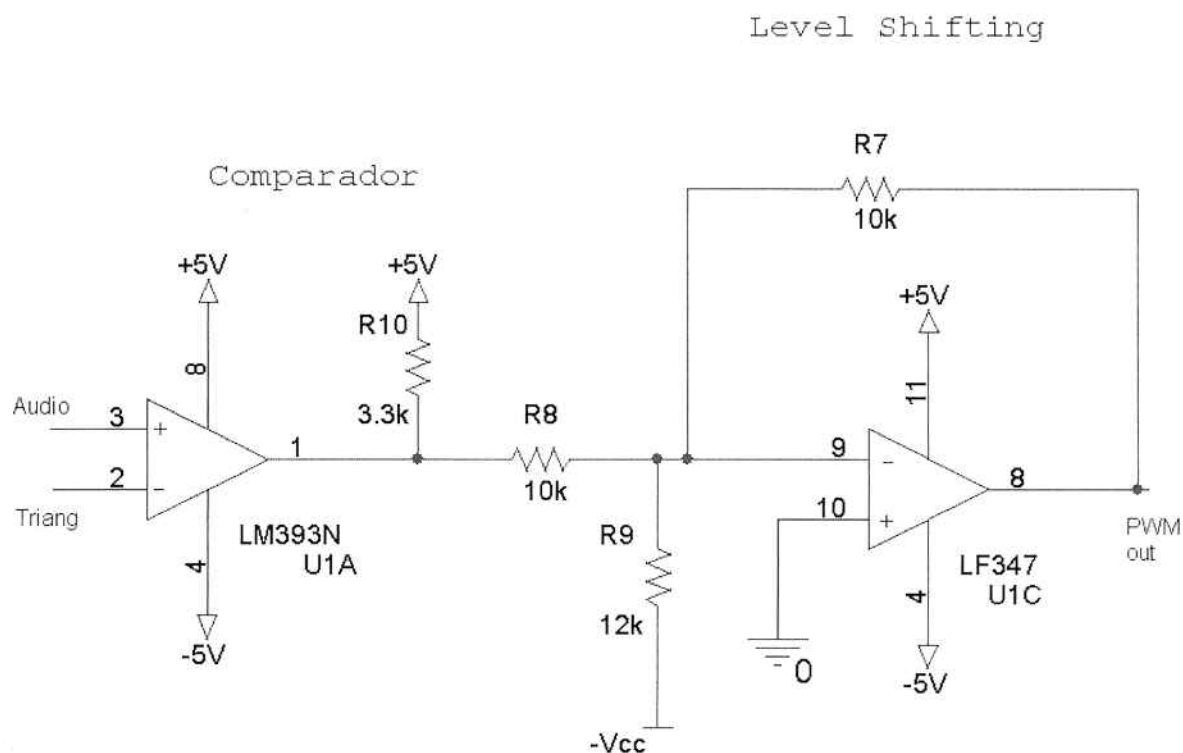 Level Shifting
Comparador
R7
10k
+5V
+5V
R10
3.3k
8
Audio
3
+
2
-
Triang
1
4
LM393N
U1A
-5V
R8
10k
R9
12k
-Vcc
+5V
11
9
-
10
+
8
4
LF347
U1C
-5V
0
PWM
out